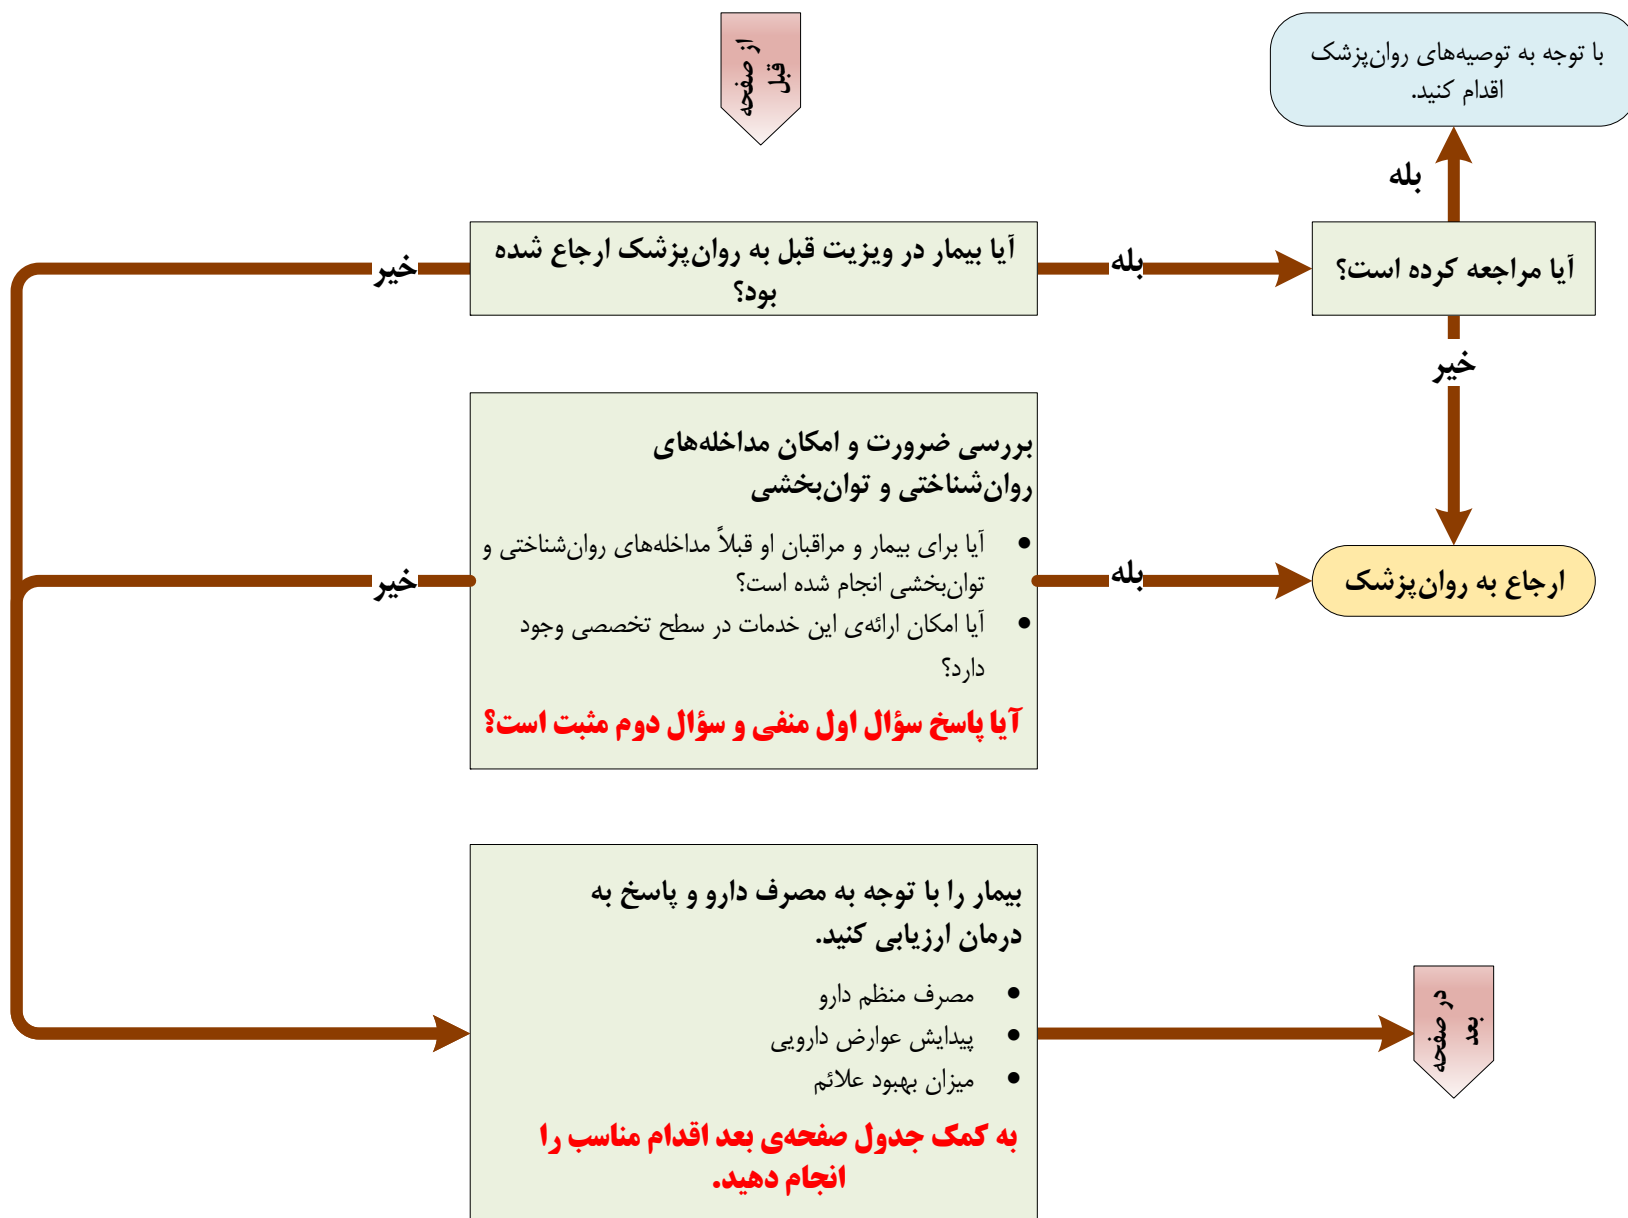 از صفحه
قبل
با توجه به توصیه‌های روان‌پزشک
اقدام کنید.
بله
آیا بیمار در ویزیت قبل به روان‌پزشک ارجاع شده
بود؟
بله
آیا مراجعه کرده است؟
خیر
خیر
بررسی ضرورت و امکان مداخله‌های
روان‌شناختی و توان‌بخشی
• آیا برای بیمار و مراقبان او قبلاً مداخله‌های روان‌شناختی و
توان‌بخشی انجام شده است؟
• آیا امکان ارائه‌ی این خدمات در سطح تخصصی وجود
دارد؟
آیا پاسخ سؤال اول منفی و سؤال دوم مثبت است؟
بله
ارجاع به روان‌پزشک
خیر
بیمار را با توجه به مصرف دارو و پاسخ به
درمان ارزیابی کنید.
• مصرف منظم دارو
• پیدایش عوارض دارویی
• میزان بهبود علائم
به کمک جدول صفحه‌ی بعد اقدام مناسب را
انجام دهید.
در صفحه
بعد